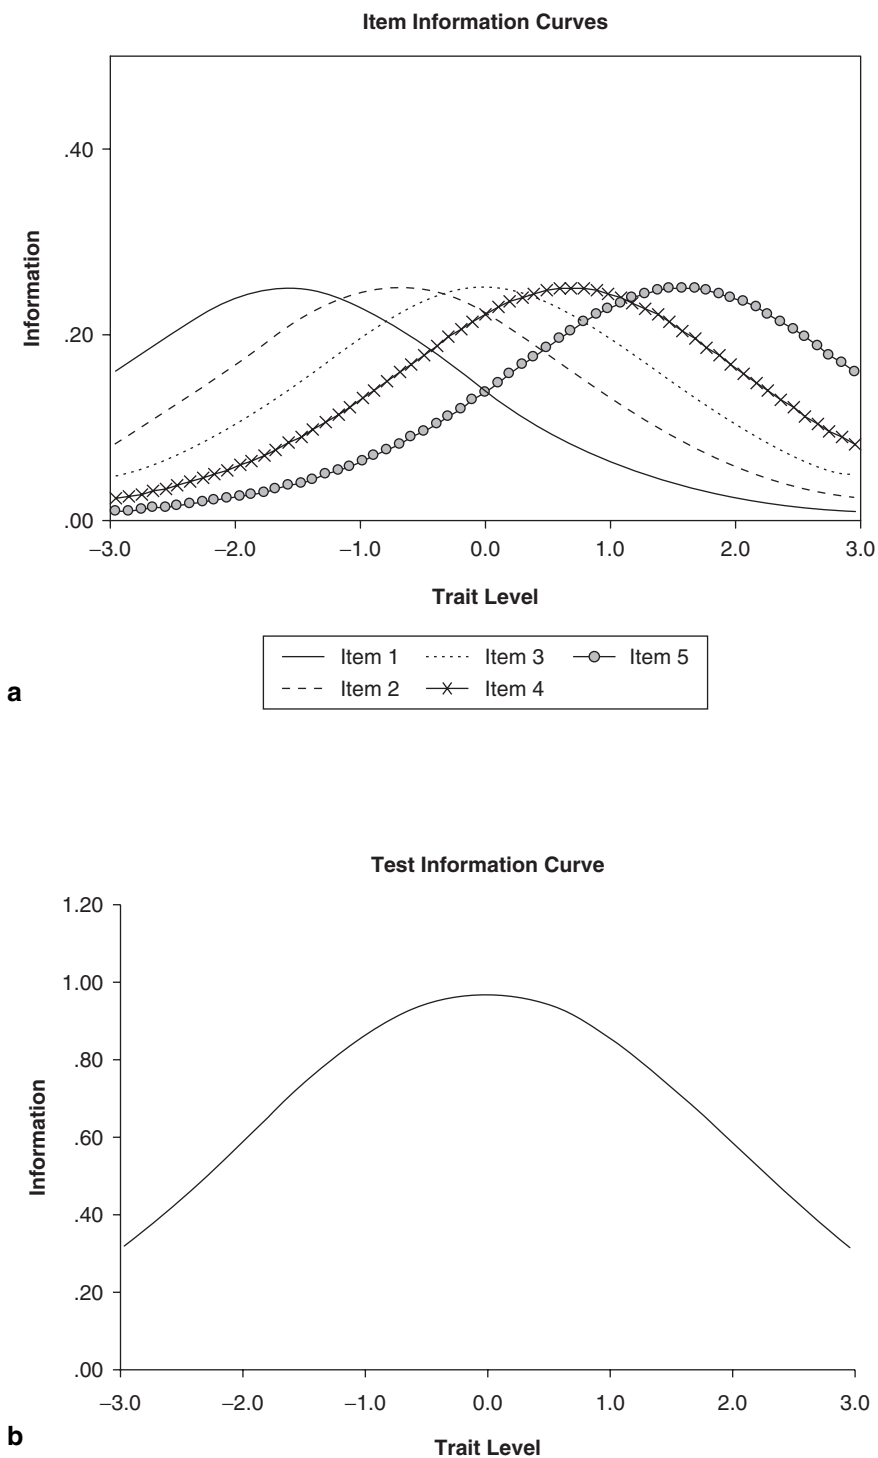 Item Information Curves
.40
.20
.00
Information
−3.0 −2.0 −1.0 0.0 1.0 2.0 3.0
Trait Level
Item 1 Item 3 Item 5
Item 2 Item 4
a
Test Information Curve
1.20
1.00
.80
.60
.40
.20
.00
Information
−3.0 −2.0 −1.0 0.0 1.0 2.0 3.0
Trait Level
b